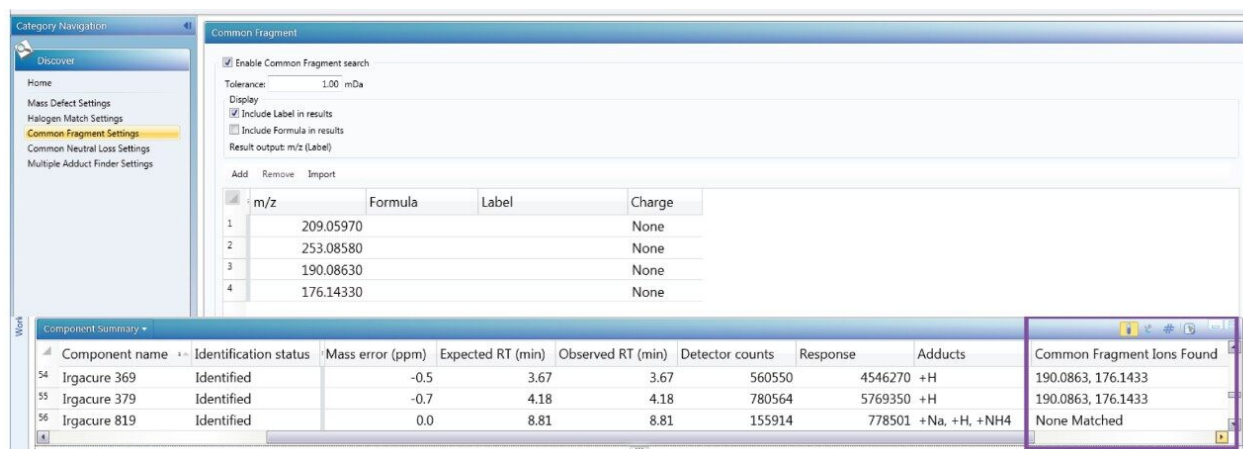 Category Navigation
Discover
Home
Mass Defect Settings
Halogen Match Settings
Common Fragment Settings
Common Neutral Loss Settings
Multiple Adduct Finder Settings
Common Fragment
Enable Common Fragment search
Tolerance: 1.00 mDa
Display
Include Label in results
Include Formula in results
Result output: m/z (Label)
Add Remove Import
m/z Formula Label Charge
1 209.05970 None
2 253.08580 None
3 190.08630 None
4 176.14330 None
Work
Component Summary
Component name Identification status Mass error (ppm) Expected RT (min) Observed RT (min) Detector counts Response Adducts Common Fragment Ions Found
54 Irgacure 369 Identified -0.5 3.67 3.67 560550 4546270 +H 190.0863, 176.1433
55 Irgacure 379 Identified -0.7 4.18 4.18 780564 5769350 +H 190.0863, 176.1433
56 Irgacure 819 Identified 0.0 8.81 8.81 155914 778501 +Na, +H, +NH4 None Matched